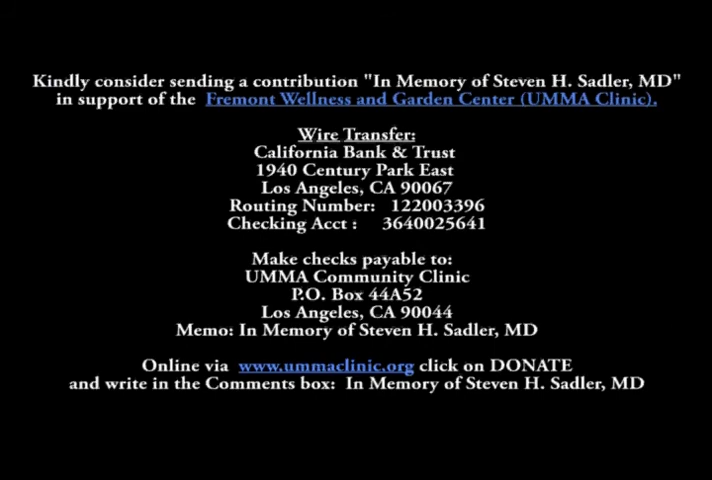 Kindly consider sending a contribution "In Memory of Steven H. Sadler, MD"
in support of the Fremont Wellness and Garden Center (UMMA Clinic).
Wire Transfer:
California Bank & Trust
1940 Century Park East
Los Angeles, CA 90067
Routing Number: 122003396
Checking Acct : 3640025641
Make checks payable to:
UMMA Community Clinic
P.O. Box 44A52
Los Angeles, CA 90044
Memo: In Memory of Steven H. Sadler, MD
Online via www.ummaclinic.org click on DONATE
and write in the Comments box: In Memory of Steven H. Sadler, MD